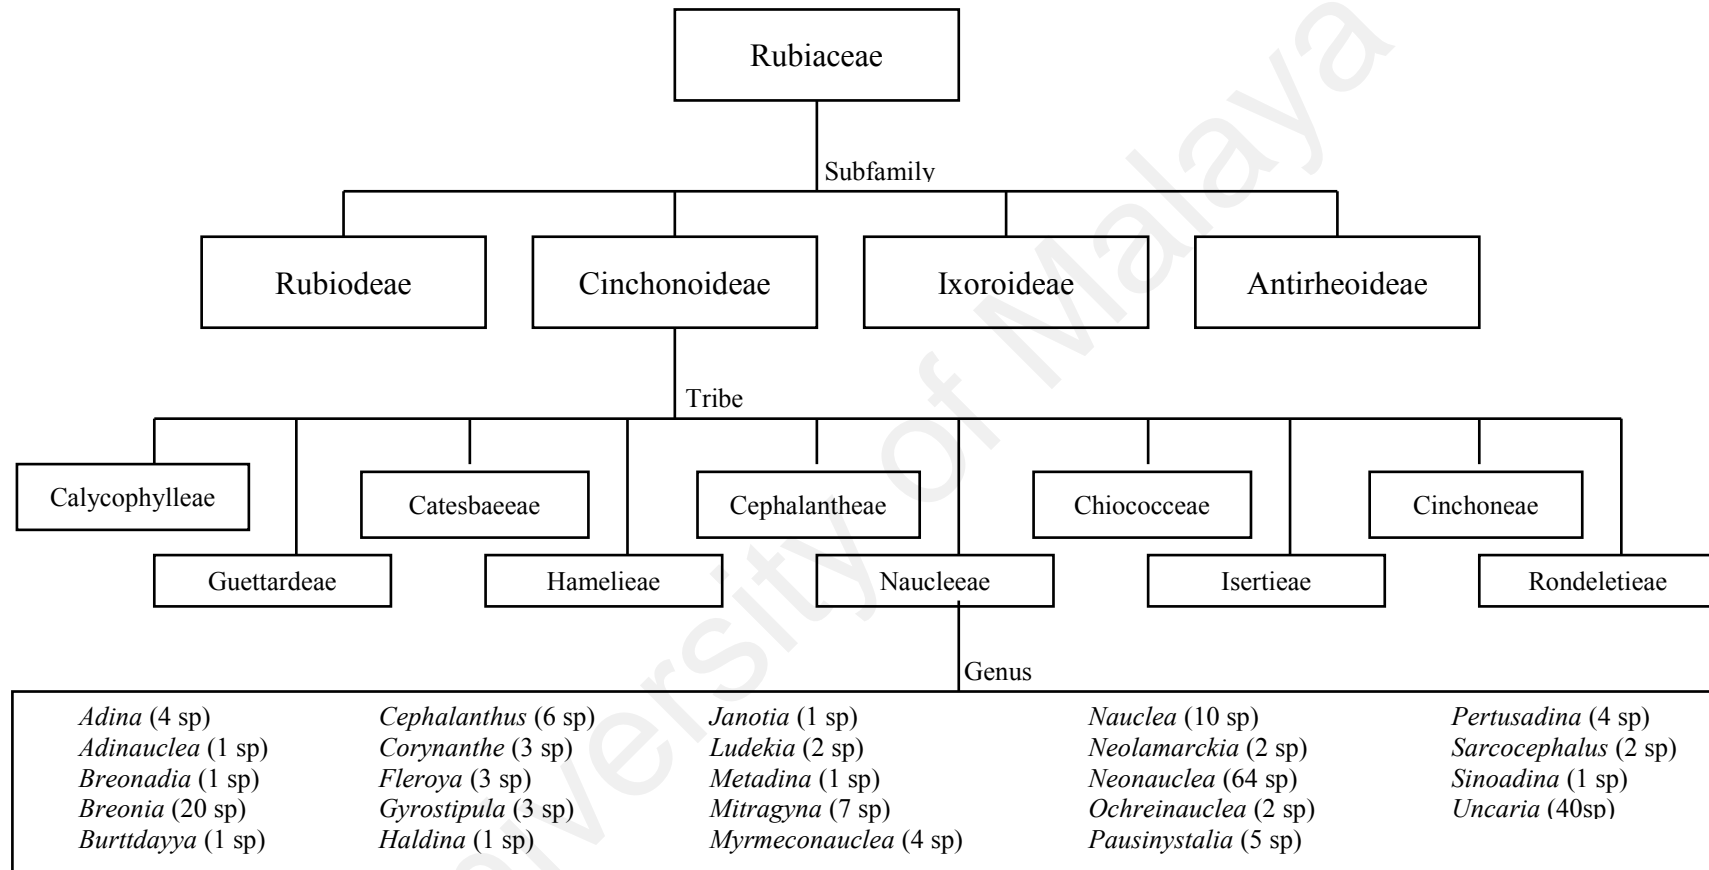 Rubiaceae
Subfamily
Rubiodeae
Cinchonoideae
Ixoroideae
Antirheoideae
Tribe
Calycophylleae
Catesbaeeae
Cephalantheae
Chiococceae
Cinchoneae
Guettardeae
Hamelieae
Naucleeae
Isertieae
Rondeletieae
Genus
Adina (4 sp)
Adinauclea (1 sp)
Breonadia (1 sp)
Breonia (20 sp)
Burttdayya (1 sp)
Cephalanthus (6 sp)
Corynanthe (3 sp)
Fleroya (3 sp)
Gyrostipula (3 sp)
Haldina (1 sp)
Janotia (1 sp)
Ludekia (2 sp)
Metadina (1 sp)
Mitragyna (7 sp)
Myrmeconauclea (4 sp)
Nauclea (10 sp)
Neolamarckia (2 sp)
Neonauclea (64 sp)
Ochreinauclea (2 sp)
Pausinystalia (5 sp)
Pertusadina (4 sp)
Sarcocephalus (2 sp)
Sinoadina (1 sp)
Uncaria (40sp)
versity of Malaya